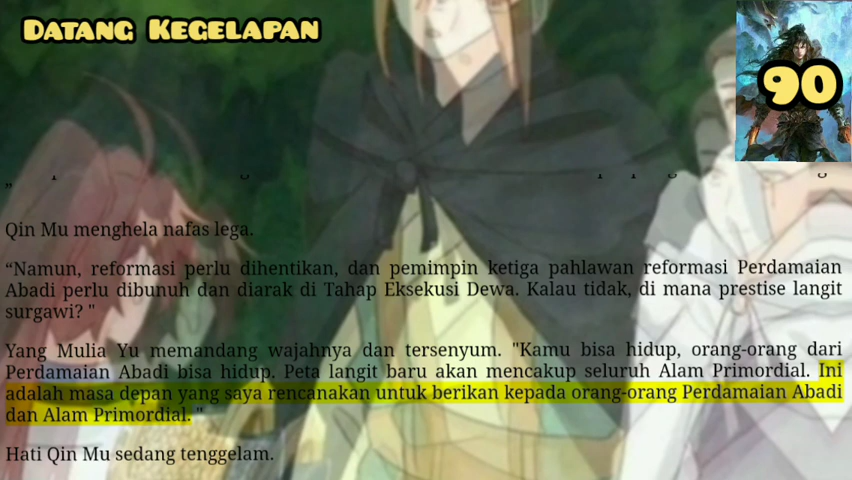 DATANG KEGELAPAN
90
Qin Mu menghela nafas lega.
“Namun, reformasi perlu dihentikan, dan pemimpin ketiga pahlawan reformasi Perdamaian
Abadi perlu dibunuh dan diarak di Tahap Eksekusi Dewa. Kalau tidak, di mana prestise langit
surgawi? "
Yang Mulia Yu memandang wajahnya dan tersenyum. "Kamu bisa hidup, orang-orang dari
Perdamaian Abadi bisa hidup. Peta langit baru akan mencakup seluruh Alam Primordial. Ini
adalah masa depan yang saya rencanakan untuk berikan kepada orang-orang Perdamaian Abadi
dan Alam Primordial. "
Hati Qin Mu sedang tenggelam.